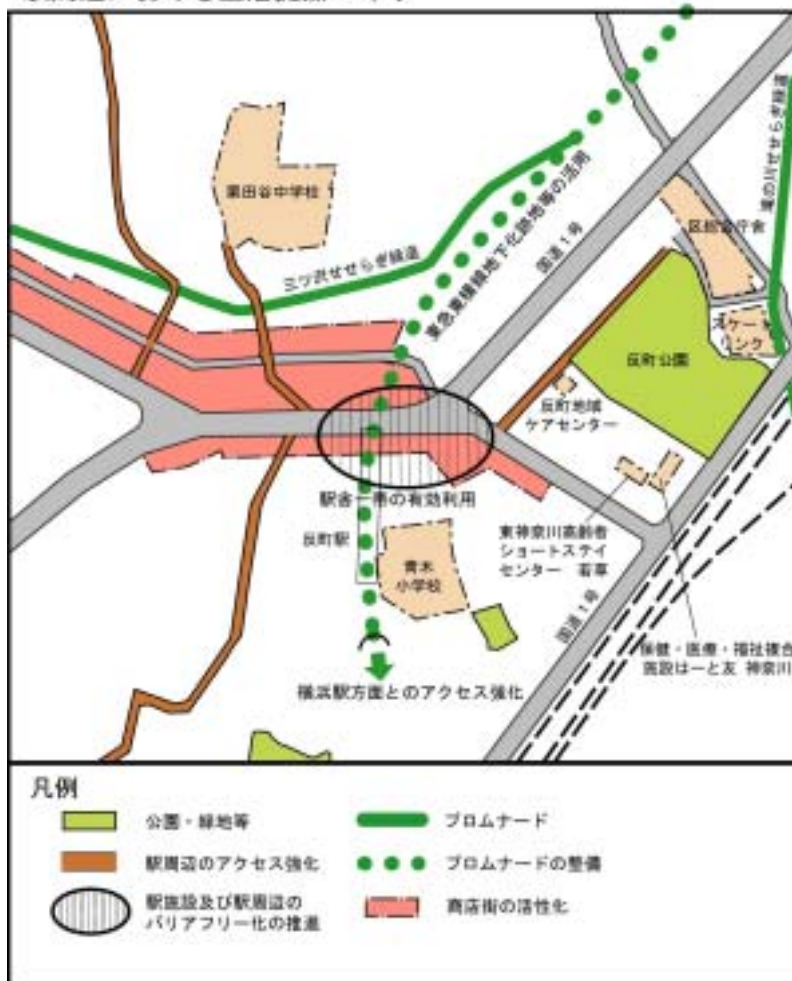 栗田谷中学校
三ツ沢せせらぎ緑道
東急東横線地下化跡地等の活用
国道1号
滝の川せせらぎ緑道
区総合庁舎
スケート
リンク
反町公園
反町地域
ケアセンター
駅舎一帯の有効利用
反町駅
青木
小学校
東神奈川高齢者
ショートステイ
センター 若草
国道1号
保健・医療・福祉複合
施設はーと友 神奈川
横浜駅方面とのアクセス強化
凡例
公園・緑地等
プロムナード
駅周辺のアクセス強化
プロムナードの整備
駅施設及び駅周辺の
バリアフリー化の推進
商店街の活性化